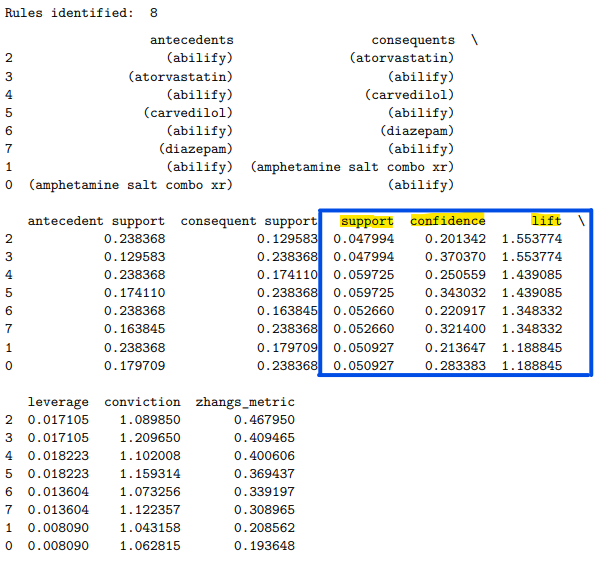 Rules identified:  8
antecedents consequents \
2 (abilify) (atorvastatin)
3 (atorvastatin) (abilify)
4 (abilify) (carvedilol)
5 (carvedilol) (abilify)
6 (abilify) (diazepam)
7 (diazepam) (abilify)
1 (abilify) (amphetamine salt combo xr)
0 (amphetamine salt combo xr) (abilify)
antecedent support consequent support support confidence lift \
2 0.238368 0.129583 0.047994 0.201342 1.553774
3 0.129583 0.238368 0.047994 0.370370 1.553774
4 0.238368 0.174110 0.059725 0.250559 1.439085
5 0.174110 0.238368 0.059725 0.343032 1.439085
6 0.238368 0.163845 0.052660 0.220917 1.348332
7 0.163845 0.238368 0.052660 0.321400 1.348332
1 0.238368 0.179709 0.050927 0.213647 1.188845
0 0.179709 0.238368 0.050927 0.283383 1.188845
leverage conviction zhangs_metric
2 0.017105 1.089850 0.467950
3 0.017105 1.209650 0.409465
4 0.018223 1.102008 0.400606
5 0.018223 1.159314 0.369437
6 0.013604 1.073256 0.339197
7 0.013604 1.122357 0.308965
1 0.008090 1.043158 0.208562
0 0.008090 1.062815 0.193648